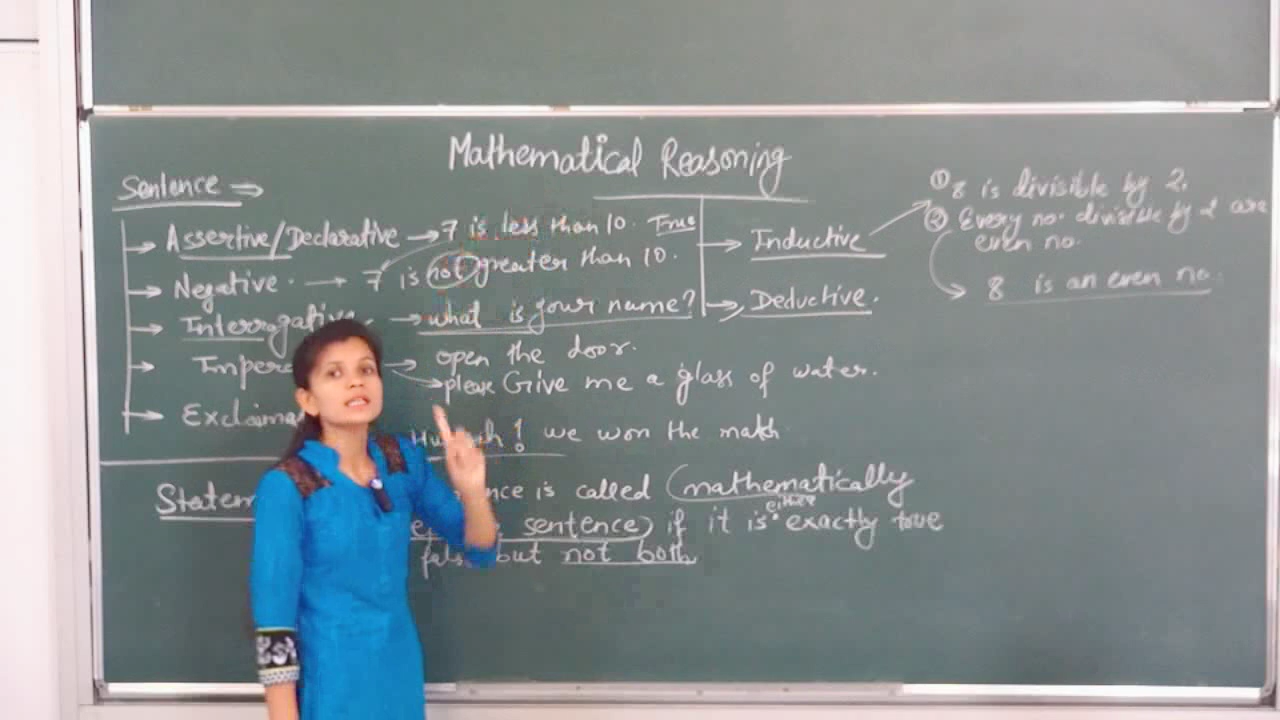 Mathematical Reasoning
Sentence →
→ Assertive/Declarative → 7 is less than 10. True
→ Negative. → 7 is not greater than 10.
→ Interrogative → what is your name?
→ → open the door.
→ please Give me a glass of water.
→ ! we won the match
→ Inductive
→ Deductive.
① 8 is divisible by 2.
② Every no. divisible by 2 are
even no.
→ 8 is an even no.
is called (mathematically
sentence) if it is either exactly true
but not both.